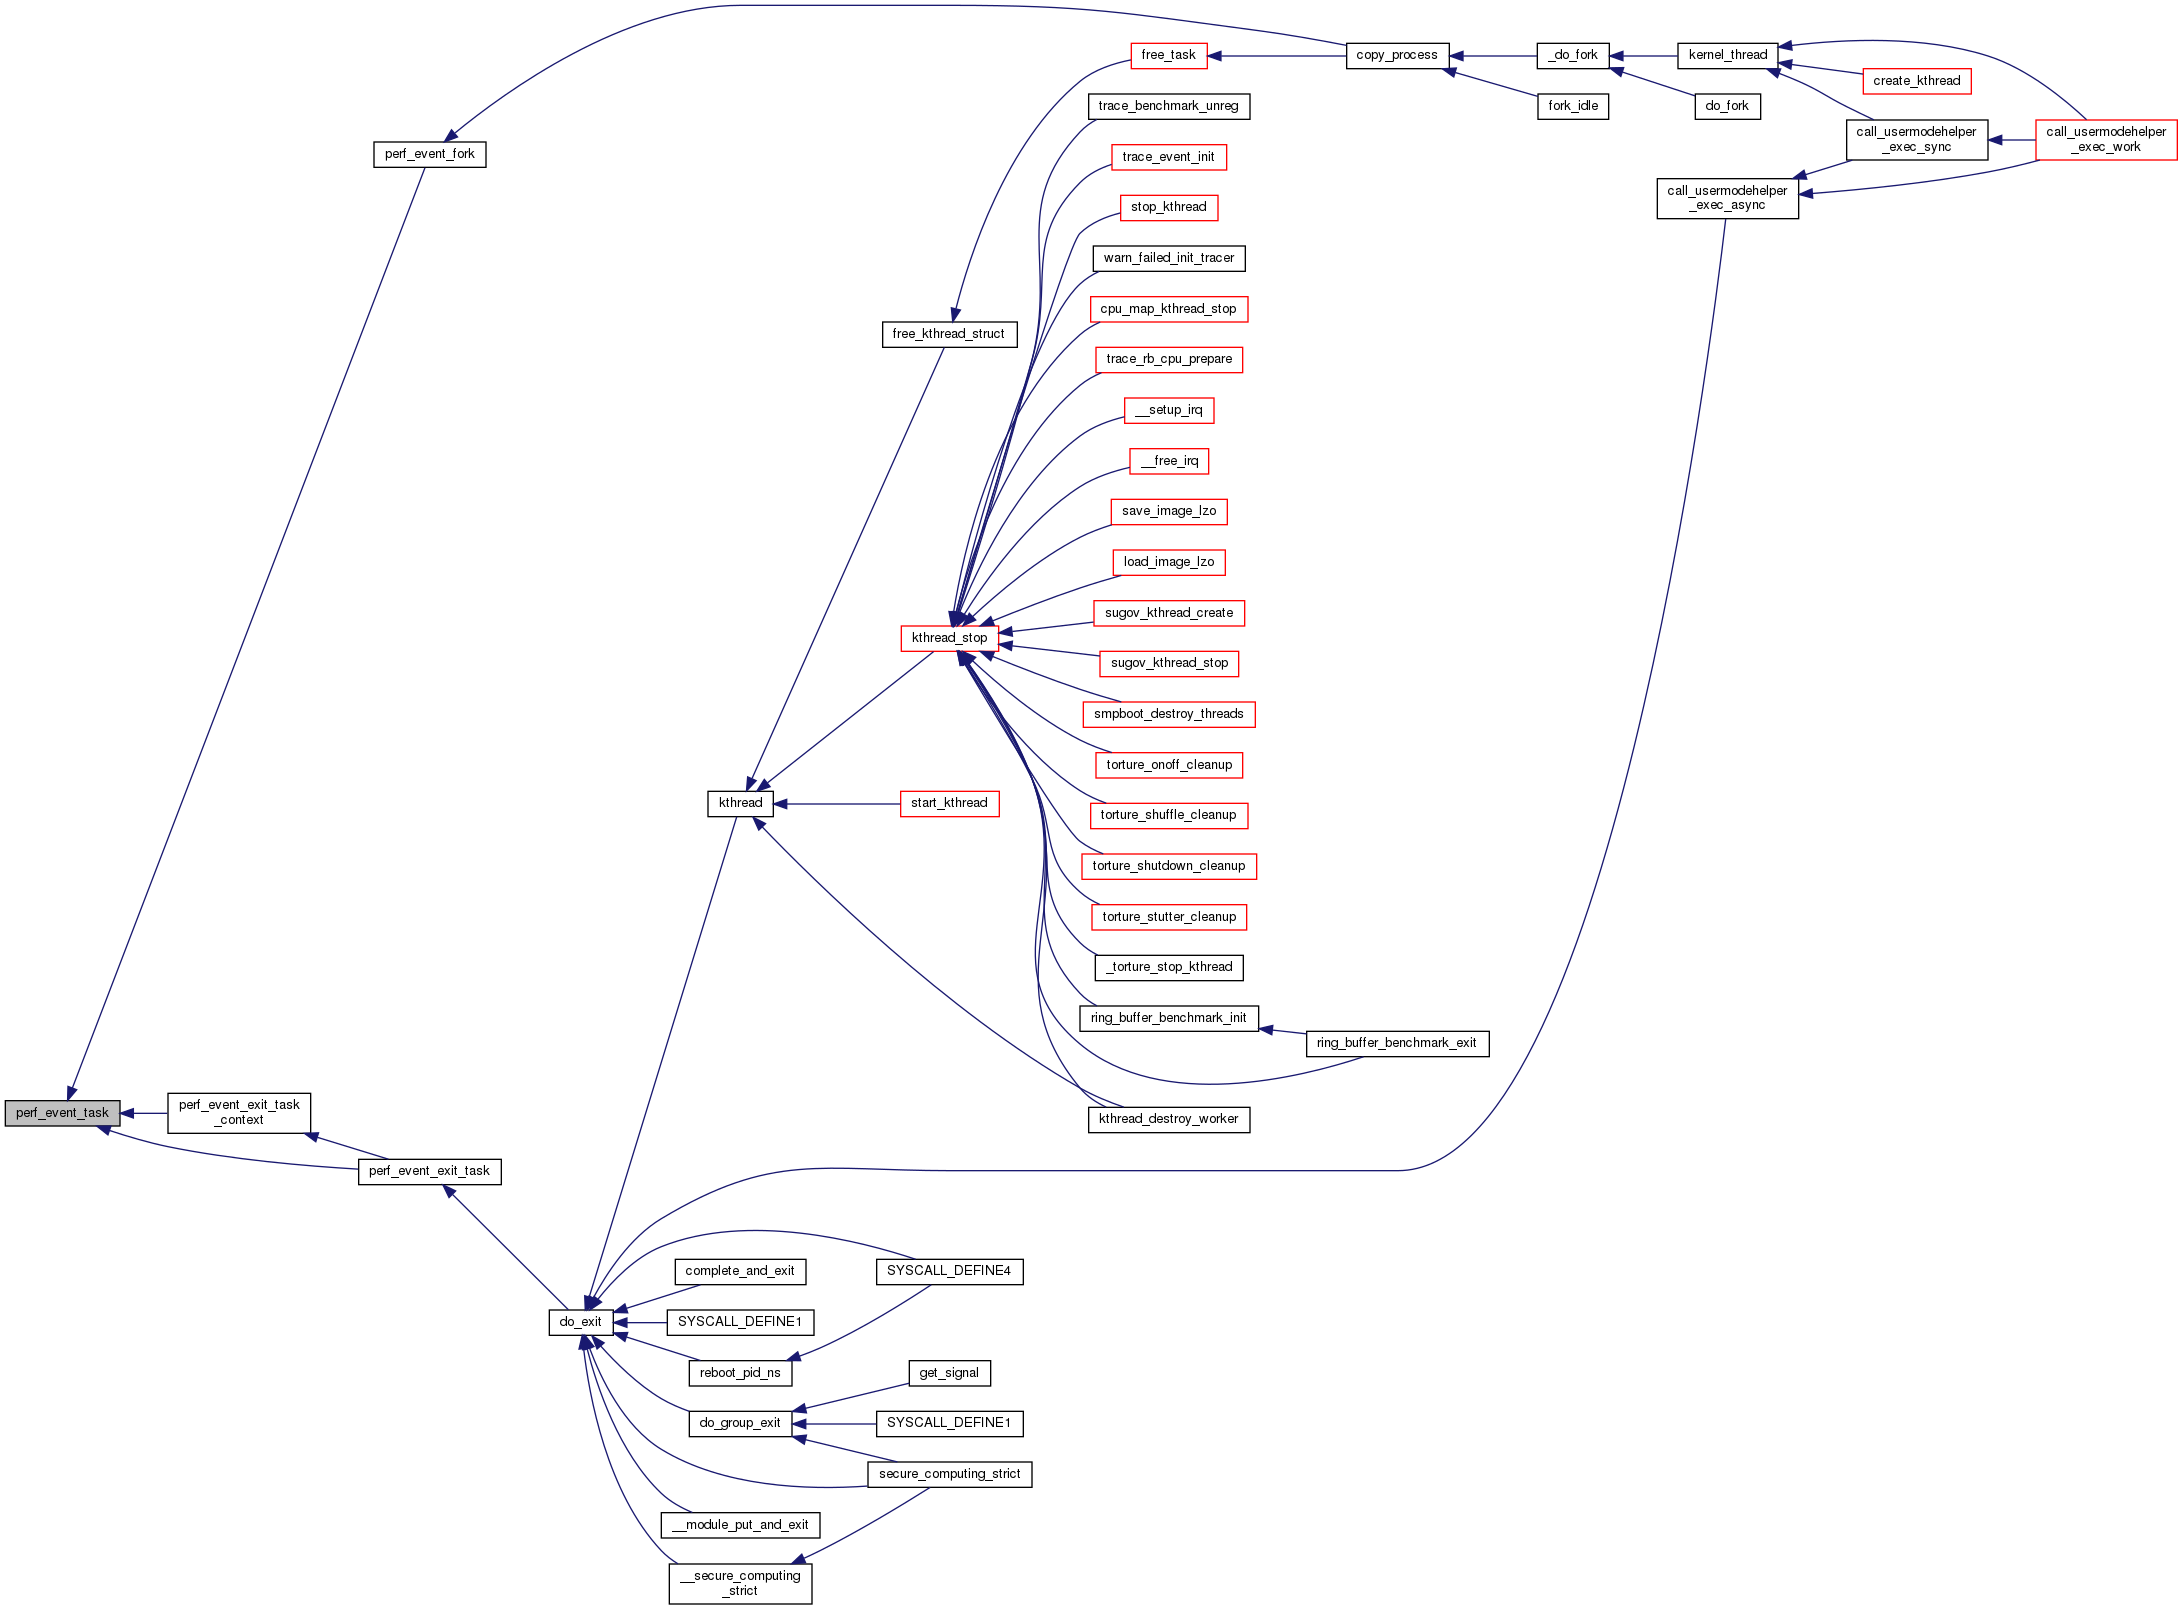 free_task
copy_process
_do_fork
kernel_thread
create_kthread
trace_benchmark_unreg
fork_idle
do_fork
call_usermodehelper
_exec_sync
call_usermodehelper
_exec_work
perf_event_fork
trace_event_init
call_usermodehelper
_exec_async
stop_kthread
warn_failed_init_tracer
cpu_map_kthread_stop
free_kthread_struct
trace_rb_cpu_prepare
__setup_irq
__free_irq
save_image_lzo
load_image_lzo
sugov_kthread_create
kthread_stop
sugov_kthread_stop
smpboot_destroy_threads
torture_onoff_cleanup
kthread
start_kthread
torture_shuffle_cleanup
torture_shutdown_cleanup
torture_stutter_cleanup
_torture_stop_kthread
ring_buffer_benchmark_init
ring_buffer_benchmark_exit
perf_event_task
perf_event_exit_task
_context
kthread_destroy_worker
perf_event_exit_task
complete_and_exit
SYSCALL_DEFINE4
do_exit
SYSCALL_DEFINE1
reboot_pid_ns
get_signal
do_group_exit
SYSCALL_DEFINE1
secure_computing_strict
__module_put_and_exit
__secure_computing
_strict